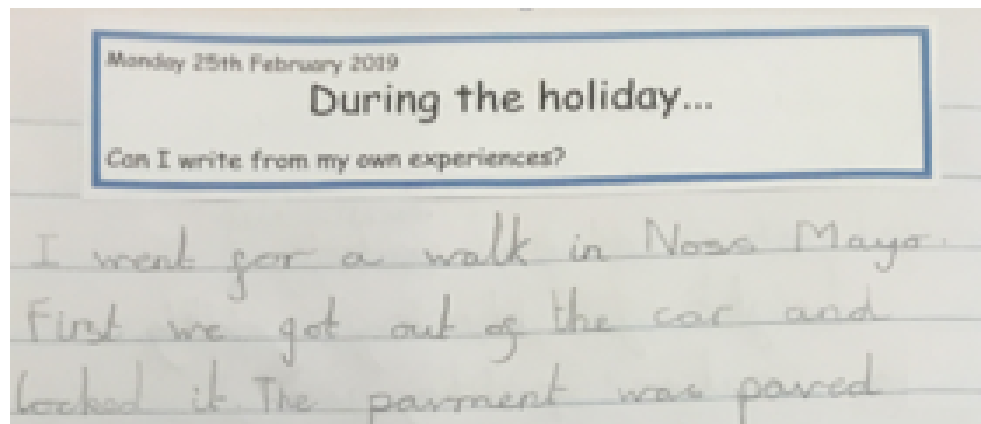 Monday 25th February 2019
During the holiday...
Can I write from my own experiences?
I went for a walk in Noss Mayo.
First we got out of the car and
locked it. The pavment was paved